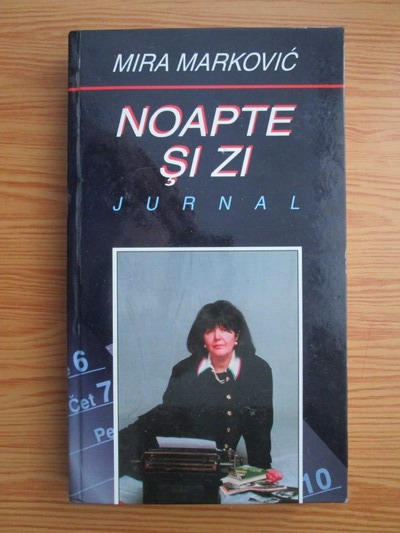 MIRA MARKOVIĆ
NOAPTE
ŞI ZI
JURNAL
6
Čet 7
Pe
10